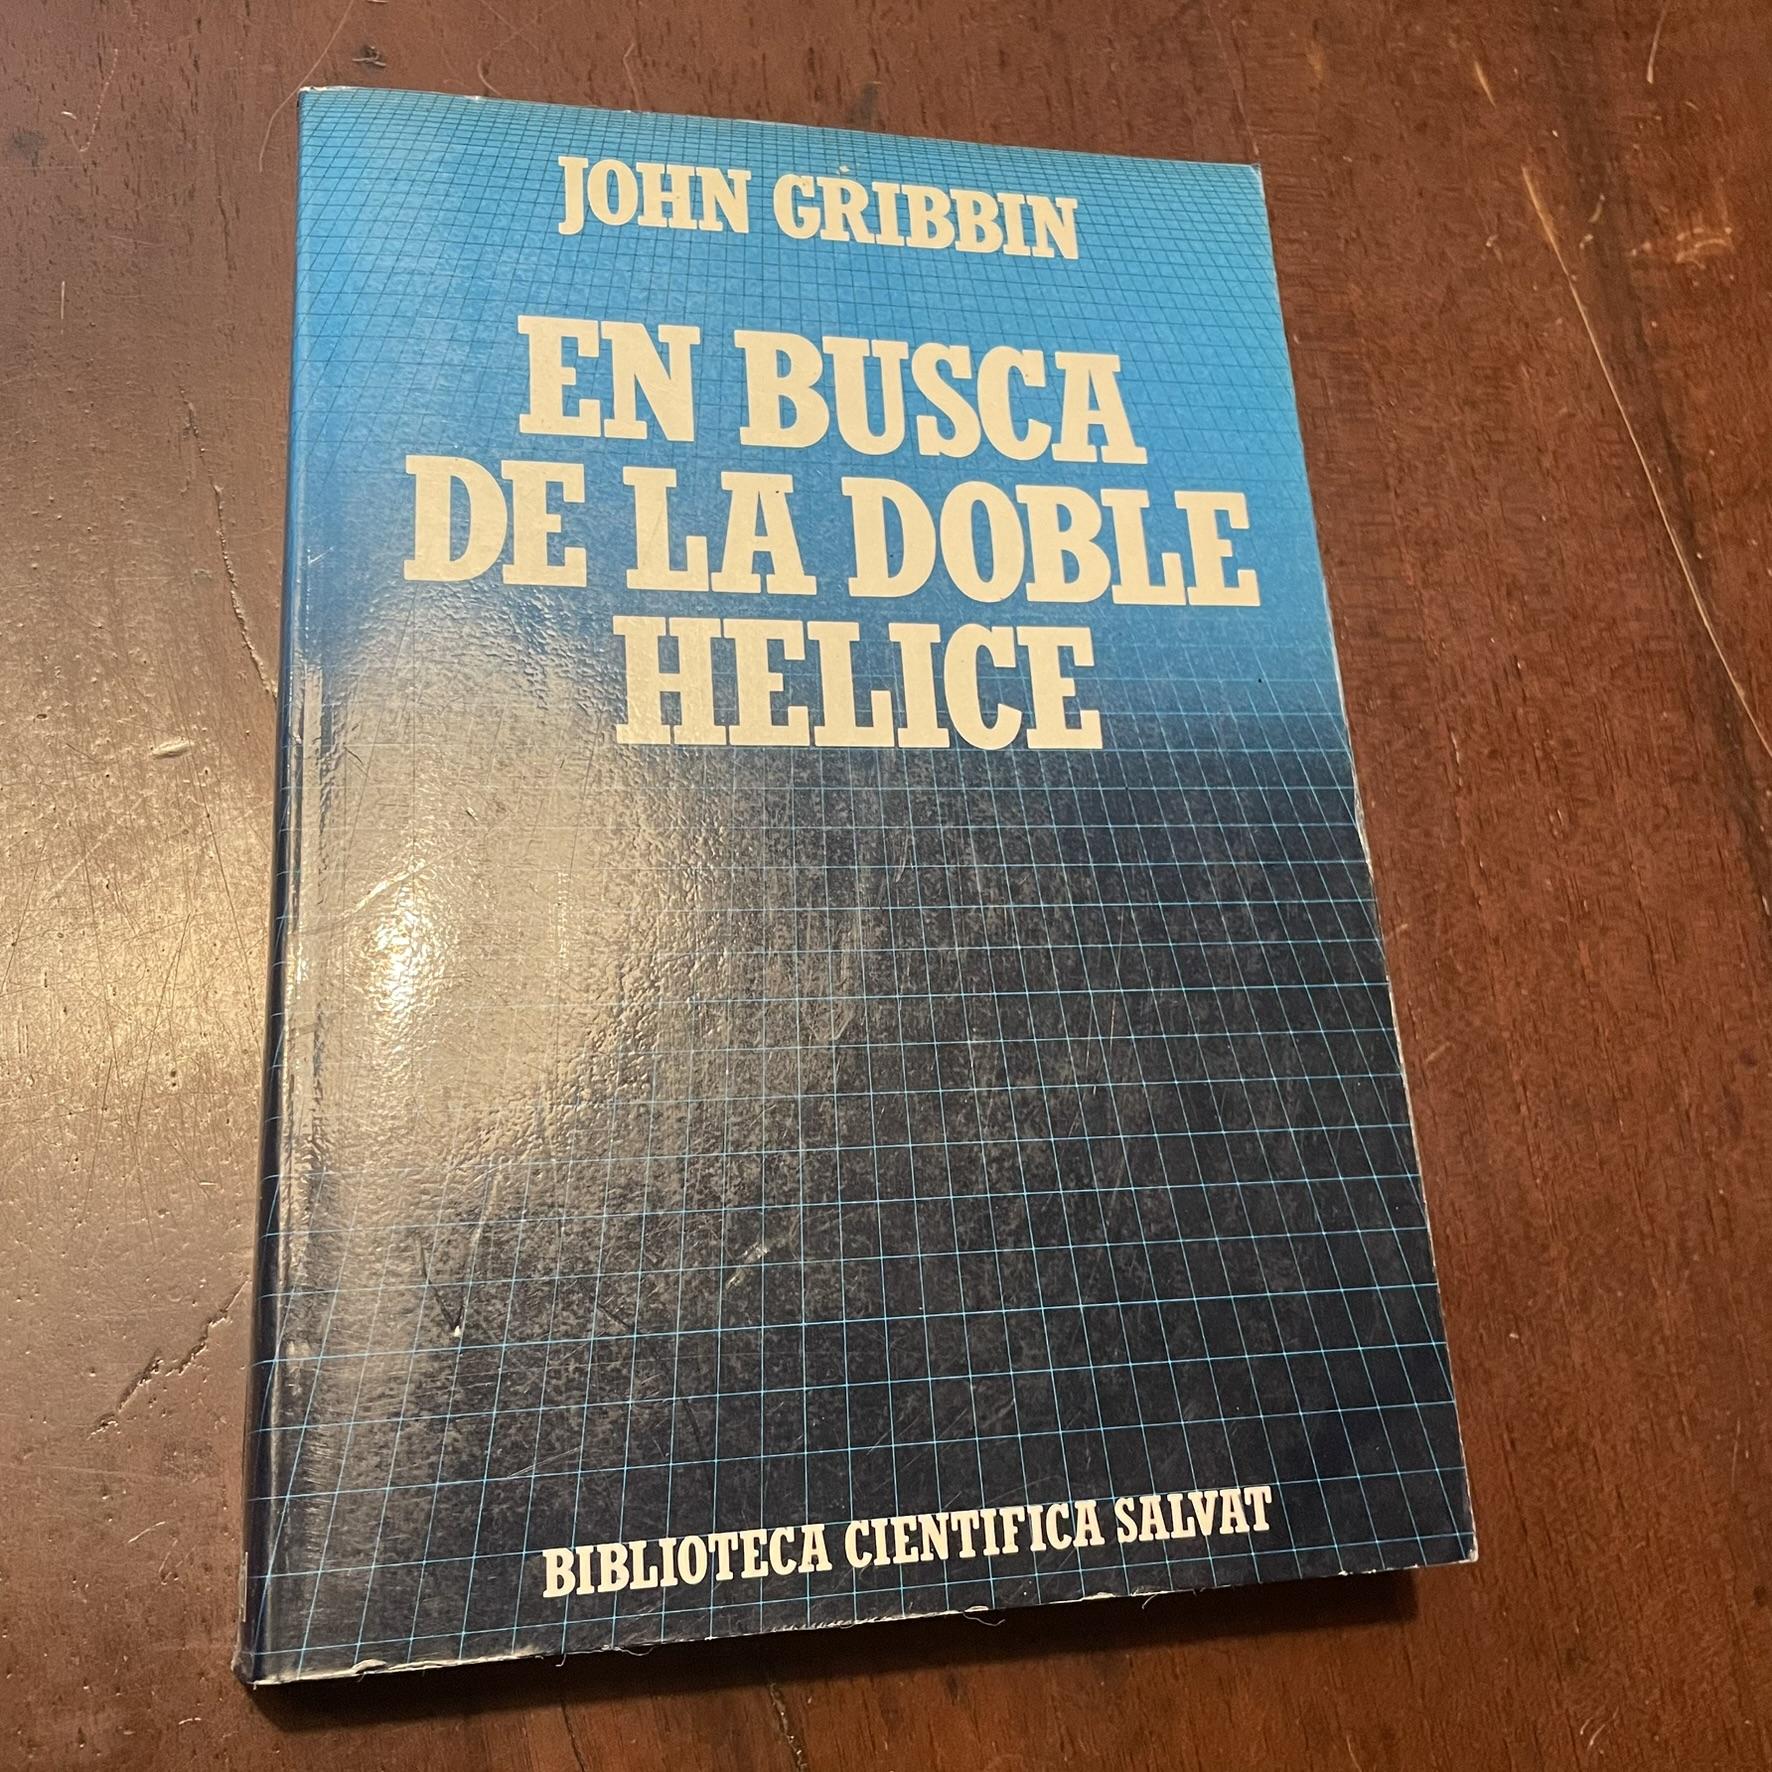 JOHN GRIBBIN
EN BUSCA
DE LA DOBLE
HELICE
BIBLIOTECA CIENTIFICA SALVAT